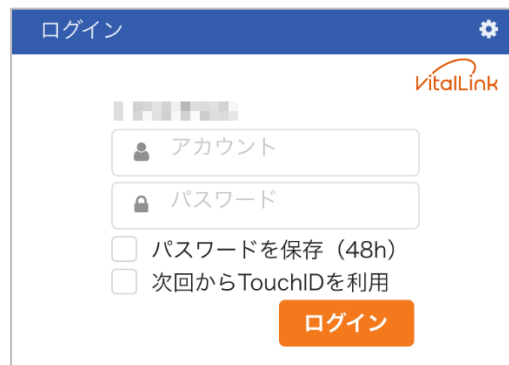 ログイン
VitalLink
アカウント
パスワード
パスワードを保存（48h）
次回からTouchIDを利用
ログイン